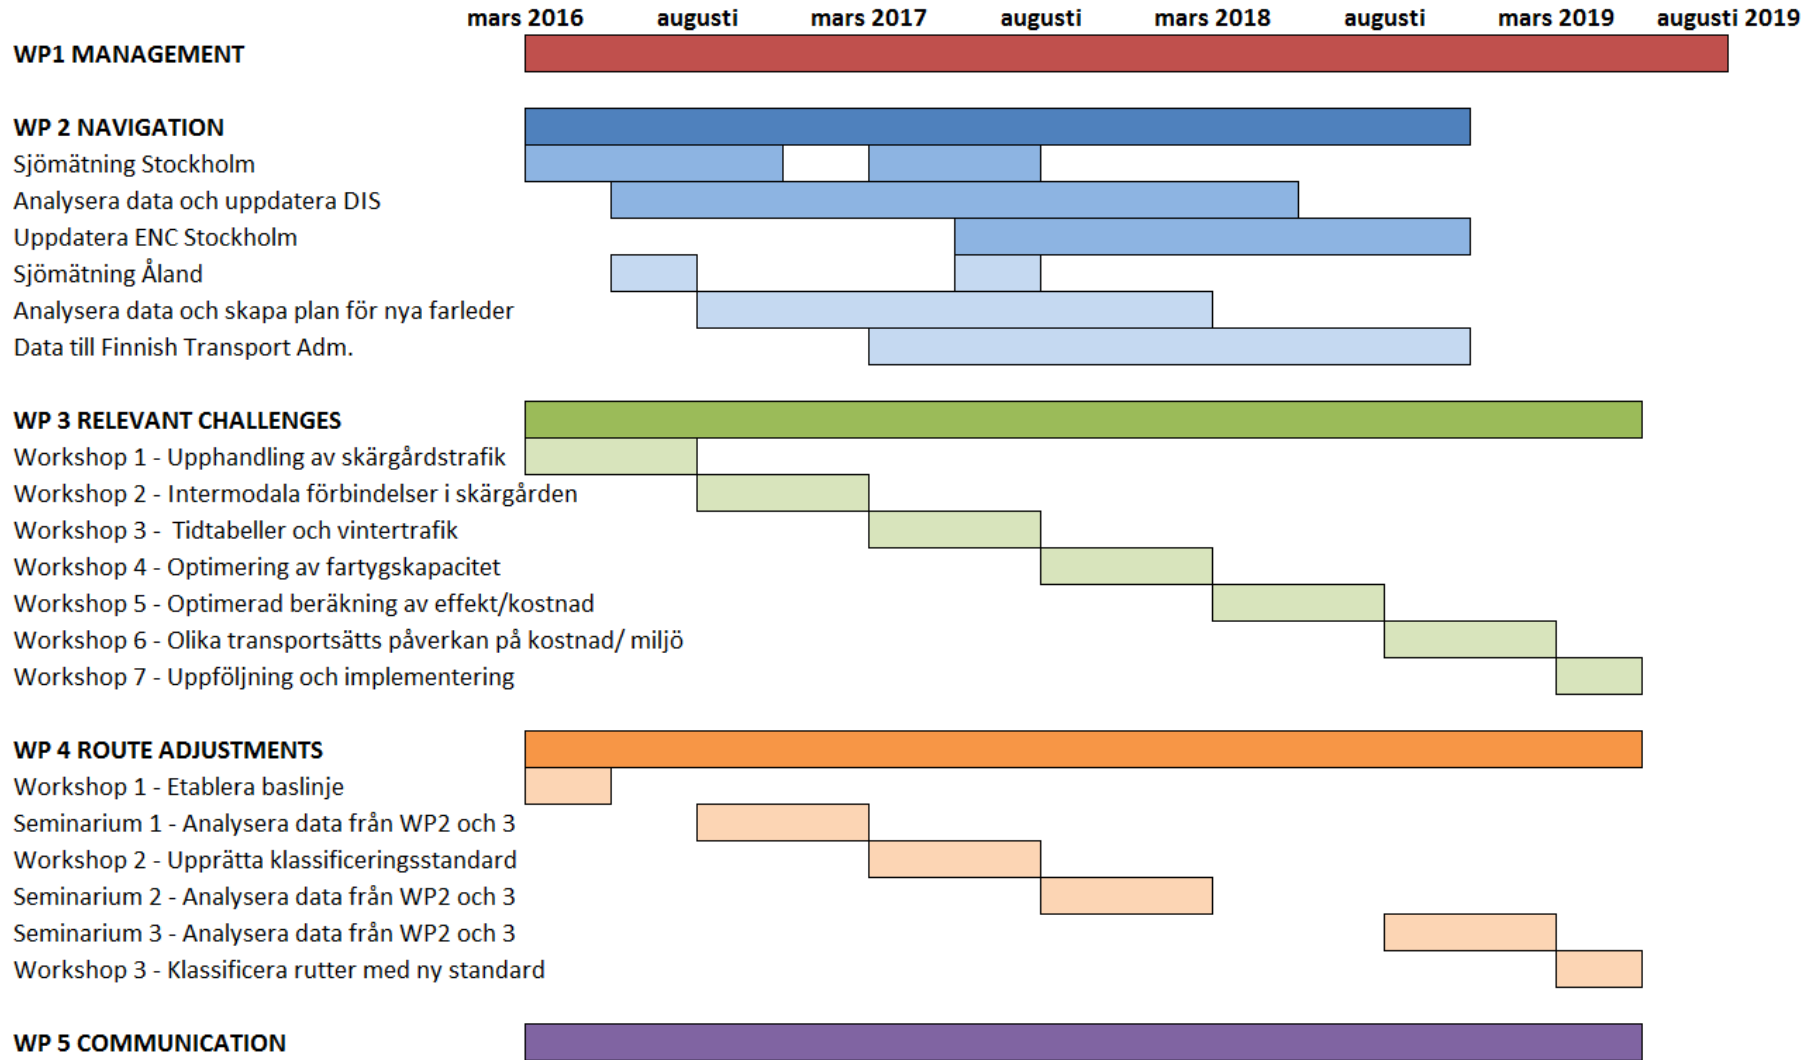 mars 2016 augusti mars 2017 augusti mars 2018 augusti mars 2019 augusti 2019
WP1 MANAGEMENT
WP 2 NAVIGATION
Sjömätning Stockholm
Analysera data och uppdatera DIS
Uppdatera ENC Stockholm
Sjömätning Åland
Analysera data och skapa plan för nya farleder
Data till Finnish Transport Adm.
WP 3 RELEVANT CHALLENGES
Workshop 1 - Upphandling av skärgårdstrafik
Workshop 2 - Intermodala förbindelser i skärgården
Workshop 3 - Tidtabeller och vintertrafik
Workshop 4 - Optimering av fartygskapacitet
Workshop 5 - Optimerad beräkning av effekt/kostnad
Workshop 6 - Olika transportsätts påverkan på kostnad/ miljö
Workshop 7 - Uppföljning och implementering
WP 4 ROUTE ADJUSTMENTS
Workshop 1 - Etablera baslinje
Seminarium 1 - Analysera data från WP2 och 3
Workshop 2 - Upprätta klassificeringsstandard
Seminarium 2 - Analysera data från WP2 och 3
Seminarium 3 - Analysera data från WP2 och 3
Workshop 3 - Klassificera rutter med ny standard
WP 5 COMMUNICATION